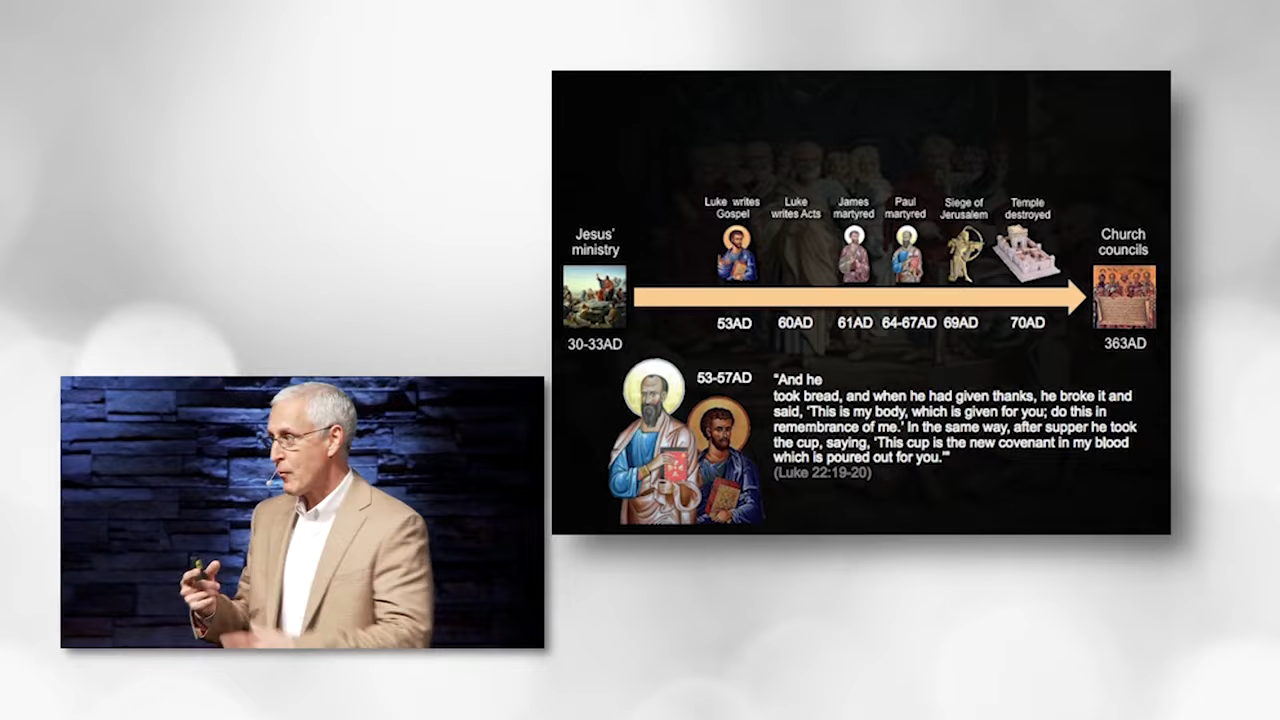 Luke writes
Gospel
Luke
writes Acts
James
martyred
Paul
martyred
Siege of
Jerusalem
Temple
destroyed
Jesus’
ministry
Church
councils
53AD
60AD
61AD
64-67AD
69AD
70AD
30-33AD
363AD
53-57AD
“And he
took bread, and when he had given thanks, he broke it and
said, ‘This is my body, which is given for you; do this in
remembrance of me.’ In the same way, after supper he took
the cup, saying, ‘This cup is the new covenant in my blood
which is poured out for you.’”
(Luke 22:19-20)